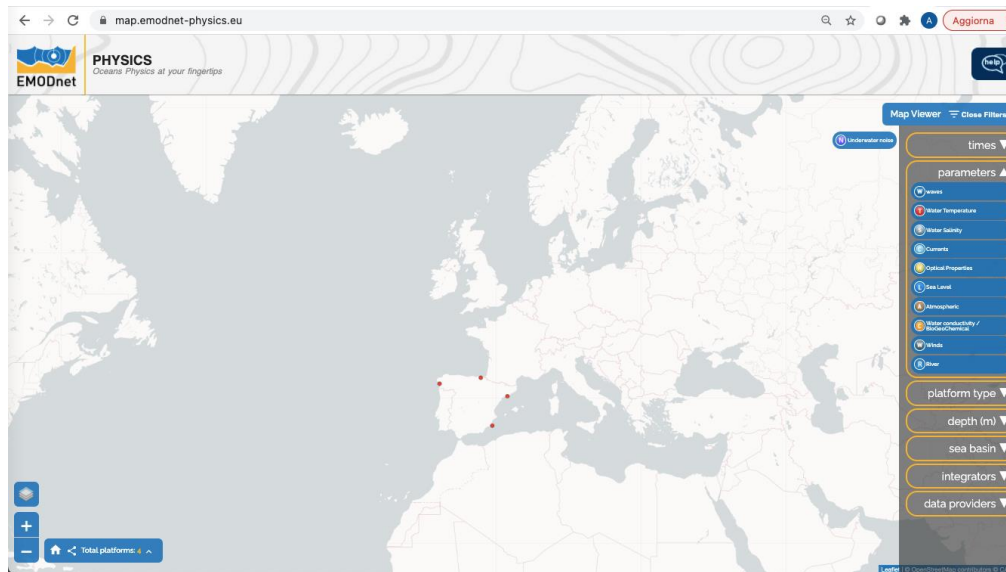 map.emodnet-physics.eu
A
Aggiorna
EMODnet
PHYSICS
Oceans Physics at your fingertips
help
Map Viewer Close Filters
N Underwater noise
times
parameters
W waves
T Water Temperature
S Water Salinity
C Currents
Optical Properties
L Sea Level
A Atmospheric
C Water conductivity /
BioGeoChemical
W Winds
R River
platform type
depth (m)
sea basin
integrators
data providers
+
−
Total platforms: 4
Leaflet | © OpenStreetMap contributors ©